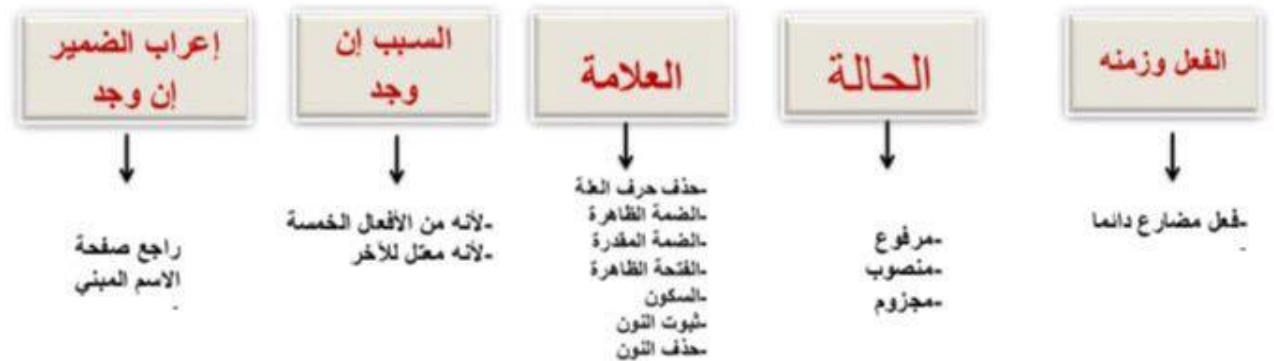 الفعل وزمنه
الحالة
العلامة
السبب إن
وجد
إعراب الضمير
إن وجد
-فعل مضارع دائما
-
-مرفوع
-منصوب
-مجزوم
-حذف حرف العلة
-الضمة الظاهرة
-الضمة المقدرة
-الفتحة الظاهرة
-السكون
-ثبوت النون
-حذف النون
-لأنه من الأفعال الخمسة
-لأنه معتل للأخر
راجع صفحة
الاسم المبني
-